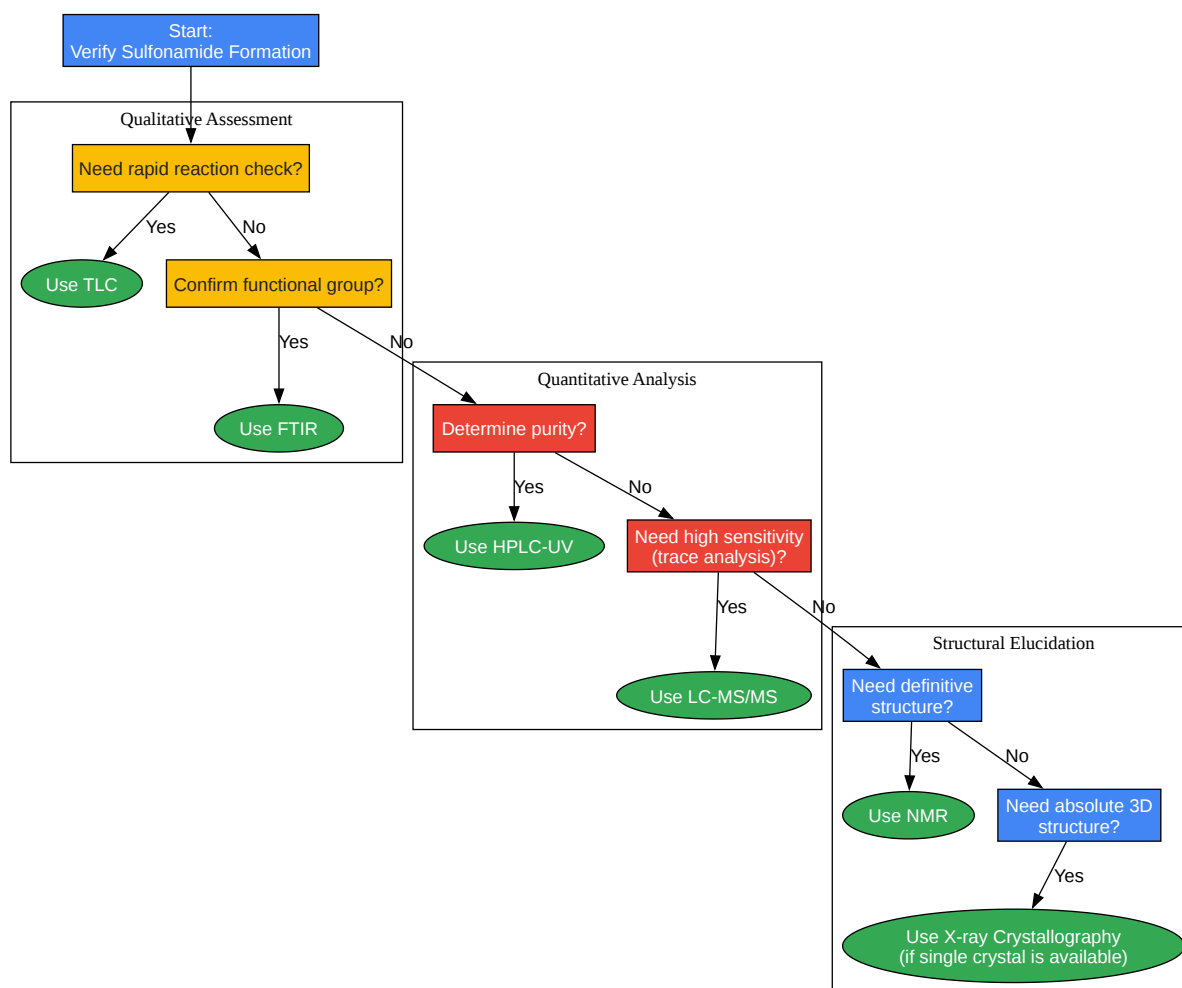 Start:
Verify Sulfonamide Formation
Qualitative Assessment
Need rapid reaction check?
Yes
No
Use TLC
Confirm functional group?
Yes
No
Use FTIR
Quantitative Analysis
Determine purity?
Yes
No
Use HPLC-UV
Need high sensitivity
(trace analysis)?
Yes
No
Use LC-MS/MS
Structural Elucidation
Need definitive
structure?
Yes
No
Use NMR
Need absolute 3D
structure?
Yes
Use X-ray Crystallography
(if single crystal is available)